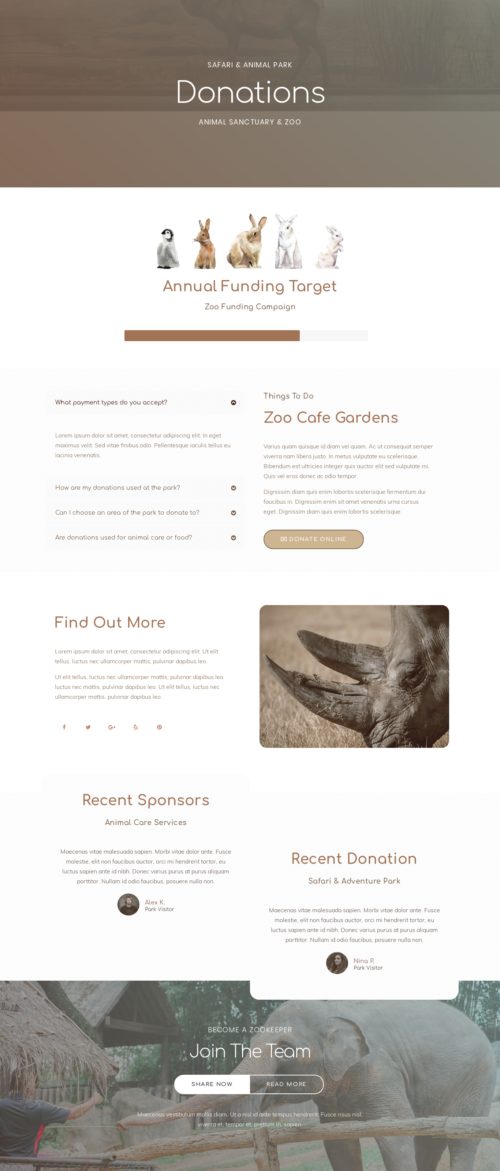 SAFARI & ANIMAL PARK
Donations
ANIMAL SANCTUARY & ZOO
Annual Funding Target
Zoo Funding Campaign
What payment types do you accept?
Lorem ipsum dolor sit amet, consectetur adipiscing elit. In eget
maximus velit. Sed vitae finibus odio. Pellentesque iaculis tellus eu
lacinia venenatis.
How are my donations used at the park?
Can I choose an area of the park to donate to?
Are donations used for animal care or food?
Things To Do
Zoo Cafe Gardens
Varius quam quisque id diam vel quam. Ac ut consequat semper
viverra nam libero justo. In metus vulputate eu scelerisque.
Bibendum est ultricies integer quis auctor elit sed vulputate mi.
Quis vel eros donec ac odio tempor.
Dignissim diam quis enim lobortis scelerisque fermentum dui
faucibus in. Dignissim enim sit amet venenatis urna cursus
eget. Dignissim diam quis enim lobortis scelerisque.
DONATE ONLINE
Find Out More
Lorem ipsum dolor sit amet, consectetur adipiscing elit. Ut elit
tellus, luctus nec ullamcorper mattis, pulvinar dapibus leo.
Ut elit tellus, luctus nec ullamcorper mattis, pulvinar dapibus leo
luctus nec mattis, pulvinar dapibus leo. Ut elit tellus, luctus nec
ullamcorper mattis, pulvinar dapibus leo.
Recent Sponsors
Animal Care Services
Maecenas vitae malesuada sapien. Morbi vitae dolor ante. Fusce
molestie, elit non faucibus auctor, orci mi hendrerit tortor, eu
luctus sapien ante id nibh. Donec varius purus at purus aliquam
porttitor. Nullam id odio faucibus, posuere nulla non.
Alex K.
Park Visitor
Recent Donation
Safari & Adventure Park
Maecenas vitae malesuada sapien. Morbi vitae dolor ante. Fusce
molestie, elit non faucibus auctor, orci mi hendrerit tortor, eu
luctus sapien ante id nibh. Donec varius purus at purus aliquam
porttitor. Nullam id odio faucibus, posuere nulla non.
Nina P.
Park Visitor
BECOME A ZOOKEEPER
Join The Team
SHARE NOW
READ MORE
Maecenas vestibulum mollis diam. Ut a nisl id ante tempus hendrerit. Fusce risus nisl,
viverra et, tempor et, pretium in, sapien.